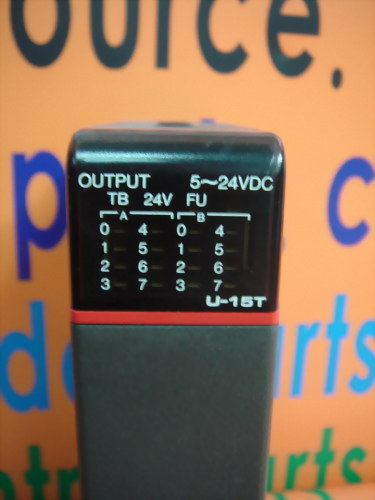 ource.
OUTPUT 5~24VDC
TB 24V FU
A B
0 4 0 4
1 5 1 5
2 6 2 6
3 7 3 7
U-15T